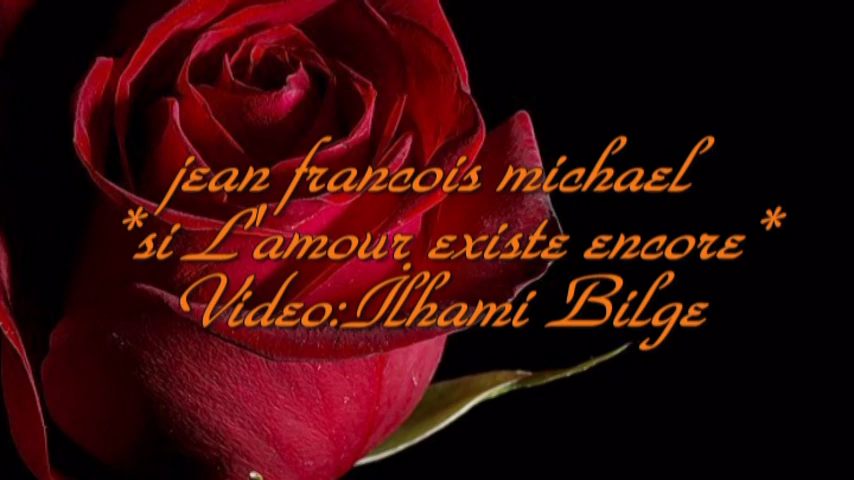 jean francois michael
*si L'amour existe encore *
Video:İlhami Bilge